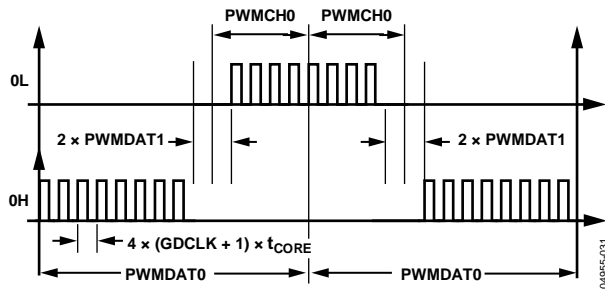 PWMCH0 PWMCH0
0L
2 × PWMDAT1 2 × PWMDAT1
0H
4 × (GDCLK + 1) × tCORE
PWMDAT0 PWMDAT0
04955-031